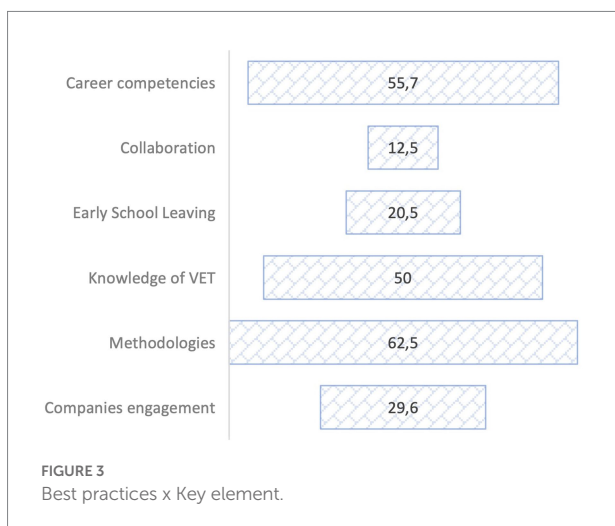 Career competencies 55,7
Collaboration 12,5
Early School Leaving 20,5
Knowledge of VET 50
Methodologies 62,5
Companies engagement 29,6
FIGURE 3
Best practices x Key element.